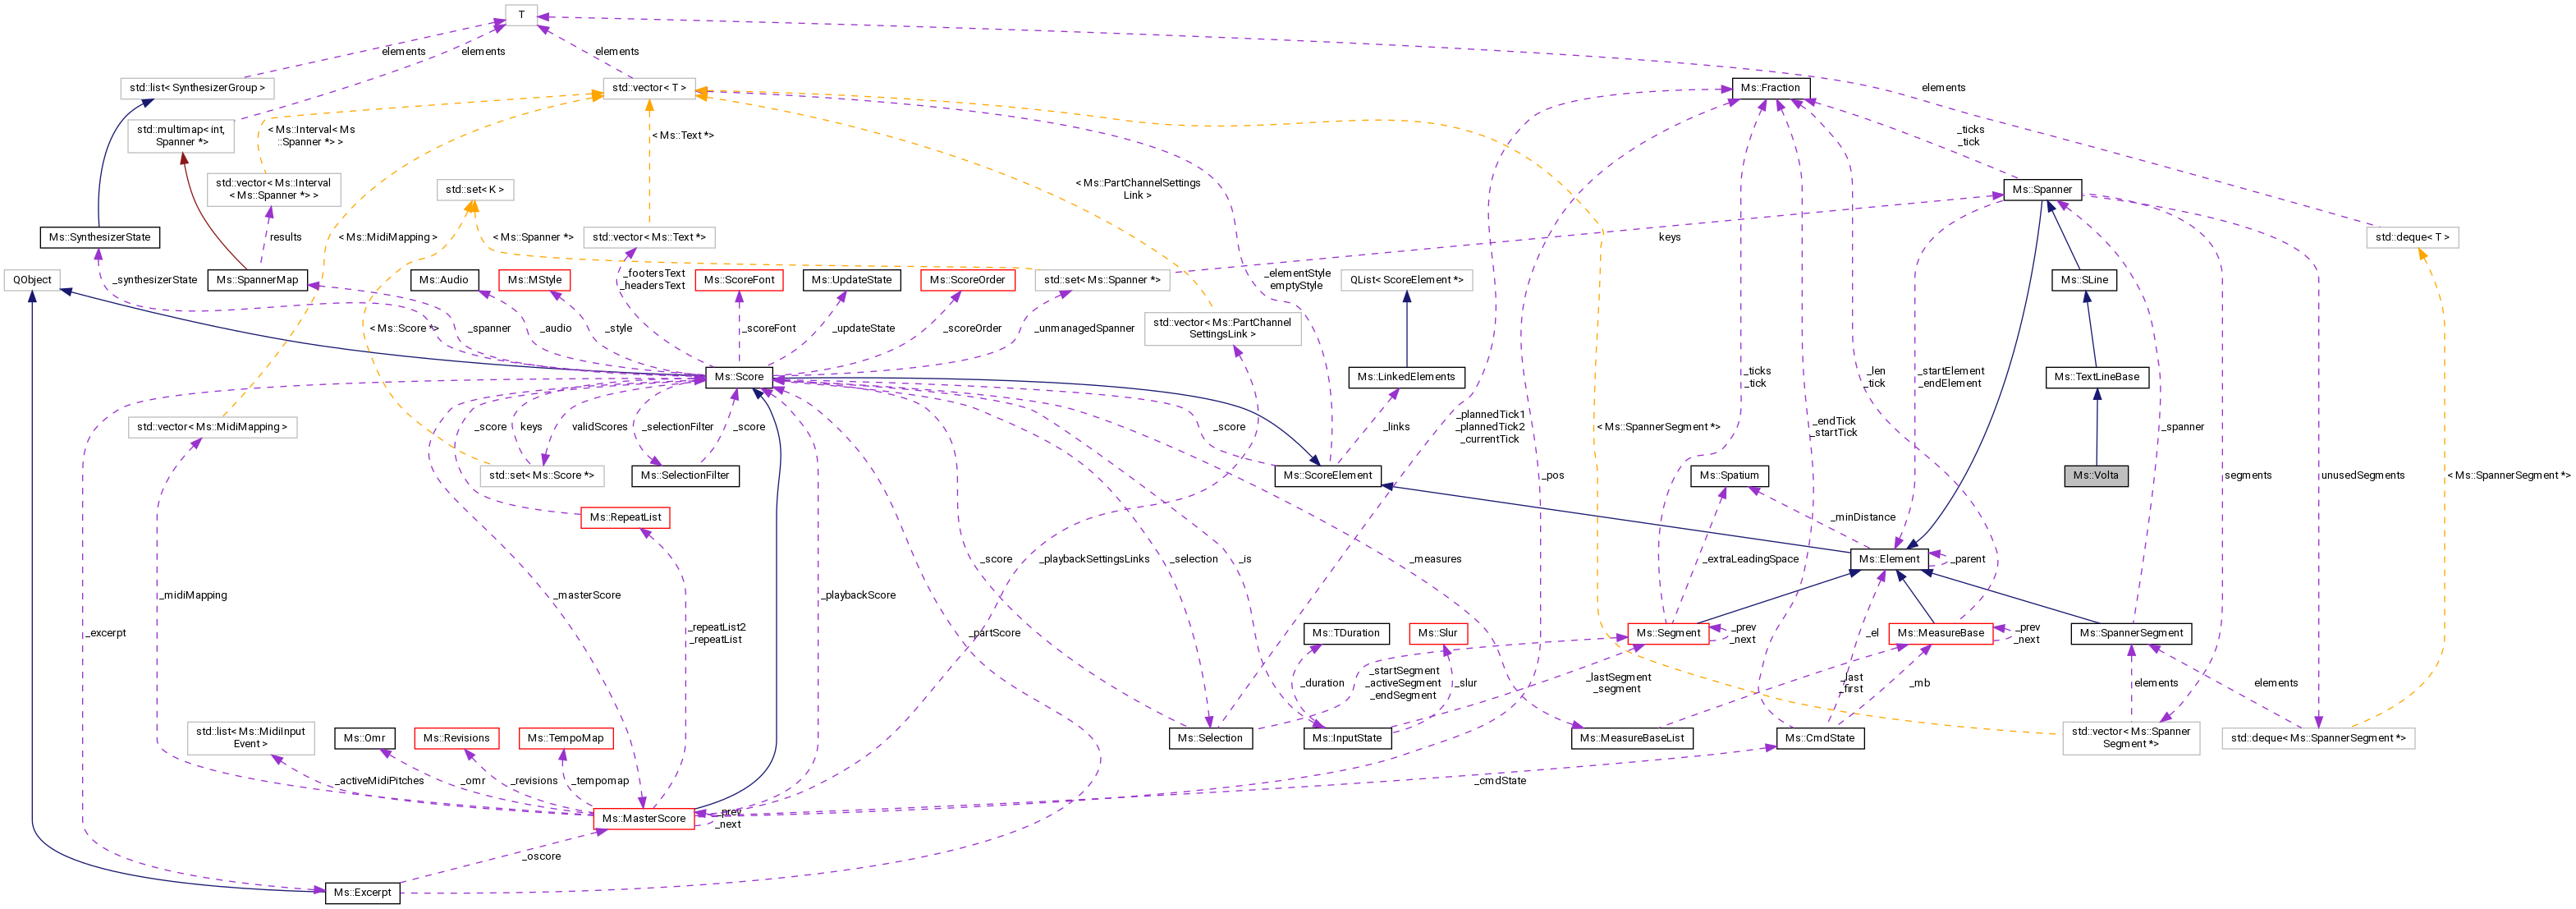 T
elements
elements
elements
std::list< SynthesizerGroup >
std::vector< T >
Ms::Fraction
elements
std::multimap< int,
Spanner *>
< Ms::Interval< Ms
::Spanner *> >
< Ms::Text *>
_ticks
_tick
std::vector< Ms::Interval
< Ms::Spanner *> >
std::set< K >
< Ms::PartChannelSettings
Link >
Ms::Spanner
Ms::SynthesizerState
results
< Ms::MidiMapping >
< Ms::Spanner *>
std::vector< Ms::Text *>
keys
std::deque< T >
QObject
_synthesizerState
Ms::SpannerMap
Ms::Audio
Ms::MStyle
_footersText
_headersText
Ms::ScoreFont
Ms::UpdateState
Ms::ScoreOrder
std::set< Ms::Spanner *>
_elementStyle
emptyStyle
QList< ScoreElement *>
Ms::SLine
< Ms::Score *>
_spanner
_audio
_style
_scoreFont
_updateState
_scoreOrder
_unmanagedSpanner
std::vector< Ms::PartChannel
SettingsLink >
Ms::Score
Ms::LinkedElements
_ticks
_tick
_len
_tick
_startElement
_endElement
Ms::TextLineBase
std::vector< Ms::MidiMapping >
_score
keys
validScores
_selectionFilter
_score
_score
_links
_plannedTick1
_plannedTick2
_currentTick
< Ms::SpannerSegment *>
_endTick
_startTick
_spanner
std::set< Ms::Score *>
Ms::SelectionFilter
Ms::ScoreElement
_pos
Ms::Spatium
Ms::Volta
segments
unusedSegments
< Ms::SpannerSegment *>
Ms::RepeatList
_minDistance
_midiMapping
_masterScore
_playbackScore
_score
_playbackSettingsLinks
_selection
_is
_measures
_extraLeadingSpace
Ms::Element
_parent
_excerpt
_repeatList2
_repeatList
_partScore
Ms::TDuration
Ms::Slur
Ms::Segment
_prev
_next
_el
Ms::MeasureBase
_prev
_next
Ms::SpannerSegment
_startSegment
_activeSegment
_endSegment
_duration
_slur
_lastSegment
_segment
_last
_first
_mb
elements
elements
std::list< Ms::MidiInput
Event >
Ms::Omr
Ms::Revisions
Ms::TempoMap
Ms::Selection
Ms::InputState
Ms::MeasureBaseList
Ms::CmdState
std::vector< Ms::Spanner
Segment *>
std::deque< Ms::SpannerSegment *>
_activeMidiPitches
_omr
_revisions
_tempomap
_cmdState
Ms::MasterScore
_prev
_next
_oscore
Ms::Excerpt